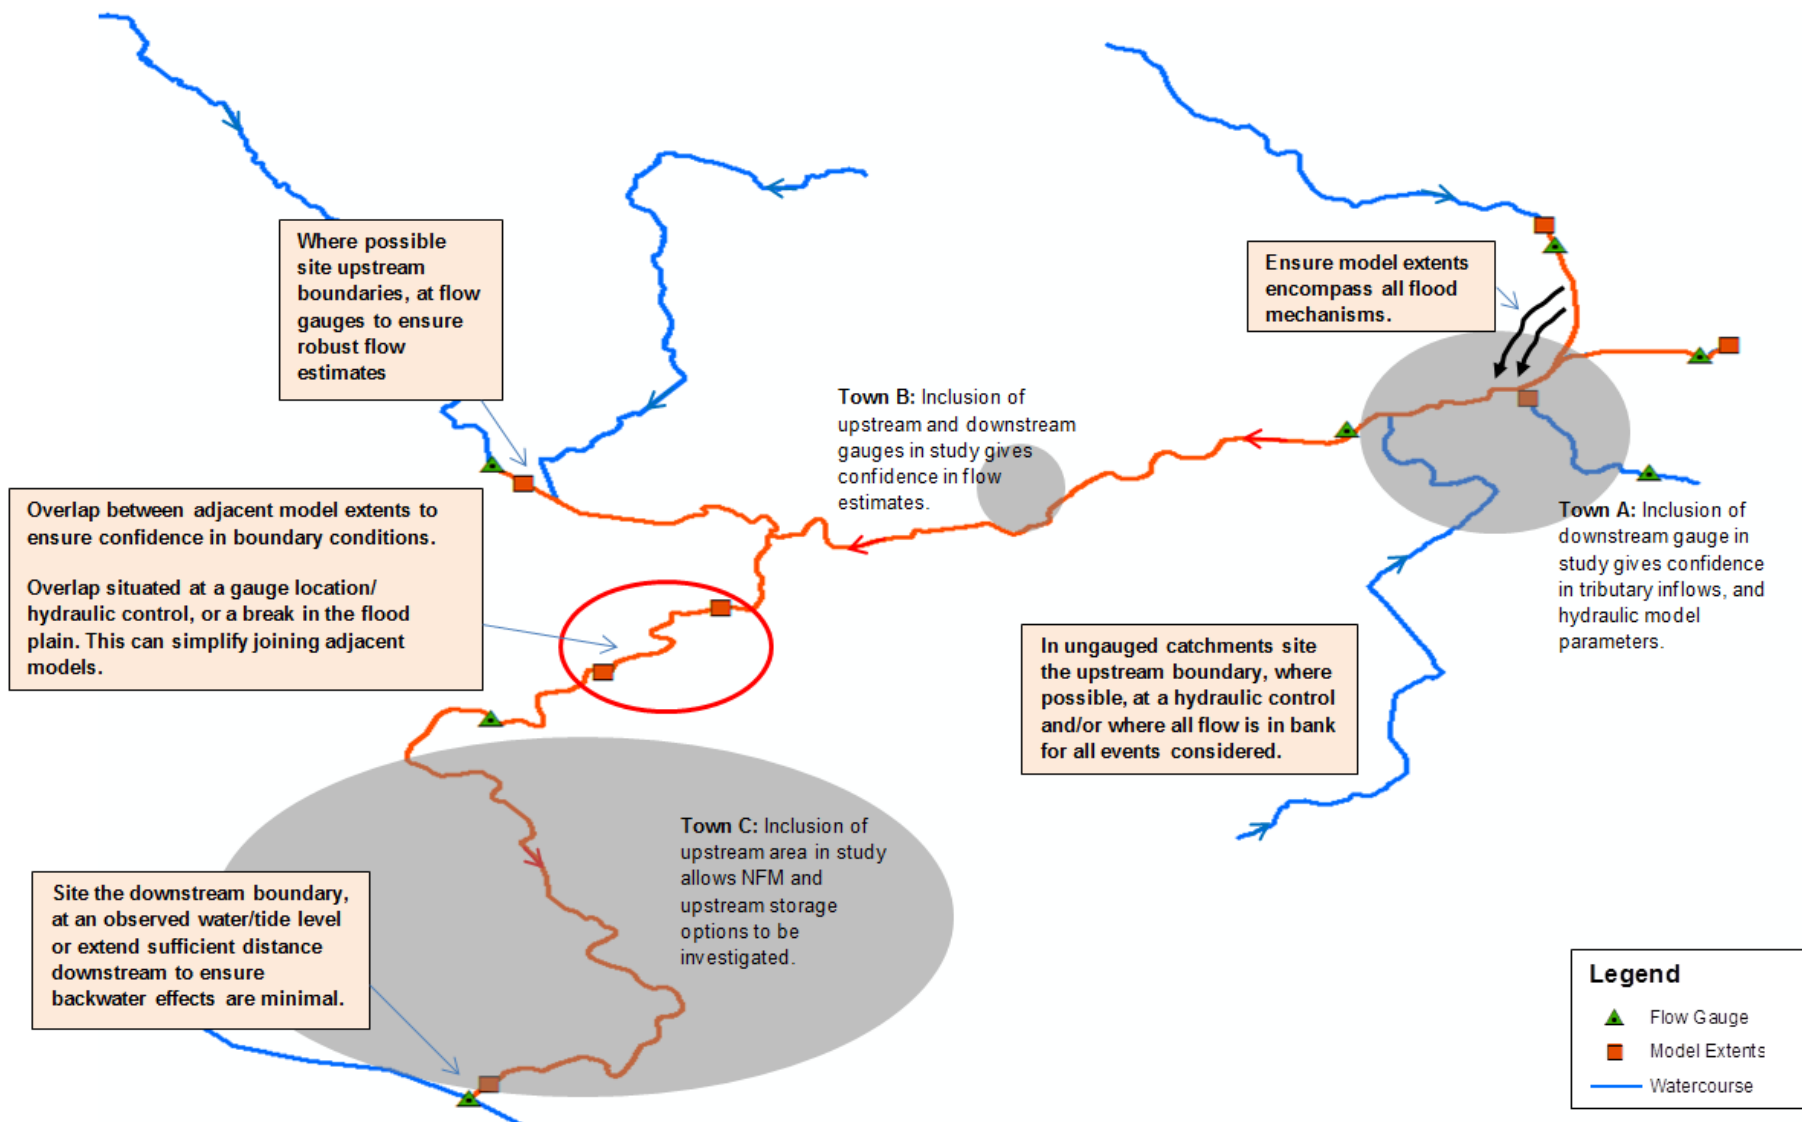 Where possible
site upstream
boundaries, at flow
gauges to ensure
robust flow
estimates
Ensure model extents
encompass all flood
mechanisms.
Town B: Inclusion of
upstream and downstream
gauges in study gives
confidence in flow
estimates.
Overlap between adjacent model extents to
ensure confidence in boundary conditions.
Overlap situated at a gauge location/
hydraulic control, or a break in the flood
plain. This can simplify joining adjacent
models.
Town A: Inclusion of
downstream gauge in
study gives confidence
in tributary inflows, and
hydraulic model
parameters.
In ungauged catchments site
the upstream boundary, where
possible, at a hydraulic control
and/or where all flow is in bank
for all events considered.
Town C: Inclusion of
upstream area in study
allows NFM and
upstream storage
options to be
investigated.
Site the downstream boundary,
at an observed water/tide level
or extend sufficient distance
downstream to ensure
backwater effects are minimal.
Legend
Flow Gauge
Model Extents
Watercourse